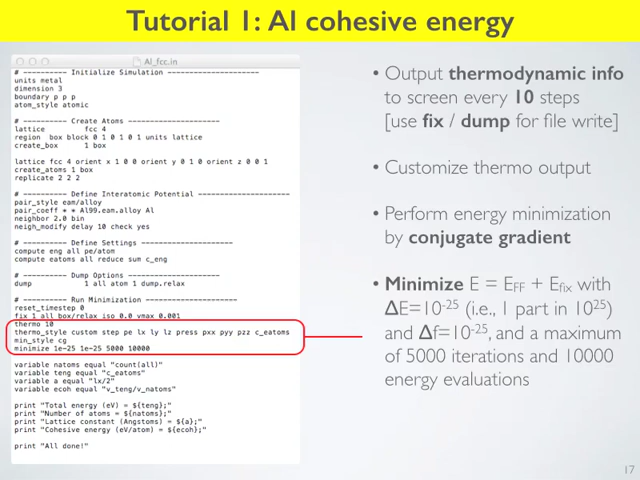 Tutorial 1: Al cohesive energy
Al_fcc.in
# ---------- Initialize Simulation --------------------
units metal
dimension 3
boundary p p p
atom_style atomic
# ---------- Create Atoms --------------------
lattice fcc 4
region box block 0 1 0 1 0 1 units lattice
create_box 1 box
lattice fcc 4 orient x 1 0 0 orient y 0 1 0 orient z 0 0 1
create_atoms 1 box
replicate 2 2 2
# ---------- Define Interatomic Potential --------------------
pair_style eam/alloy
pair_coeff * * Al99.eam.alloy Al
neighbor 2.0 bin
neigh_modify delay 10 check yes
# ---------- Define Settings --------------------
compute eng all pe/atom
compute eatoms all reduce sum c_eng
# ---------- Dump Options --------------------
dump 1 all atom 1 dump.relax
# ---------- Run Minimization --------------------
reset_timestep 0
fix 1 all box/relax iso 0.0 vmax 0.001
thermo 10
thermo_style custom step pe lx ly lz press pxx pyy pzz c_eatoms
min_style cg
minimize 1e-25 1e-25 5000 10000
variable natoms equal "count(all)"
variable teng equal "c_eatoms"
variable a equal "lx/2"
variable ecoh equal "v_teng/v_natoms"
print "Total energy (eV) = ${teng};"
print "Number of atoms = ${natoms};"
print "Lattice constant (Angstoms) = ${a};"
print "Cohesive energy (eV/atom) = ${ecoh};"
print "All done!"
• Output thermodynamic info
to screen every 10 steps
[use fix / dump for file write]
• Customize thermo output
• Perform energy minimization
by conjugate gradient
• Minimize E = EFF + Efix with
ΔE=10-25 (i.e., 1 part in 1025)
and Δf=10-25, and a maximum
of 5000 iterations and 10000
energy evaluations
17